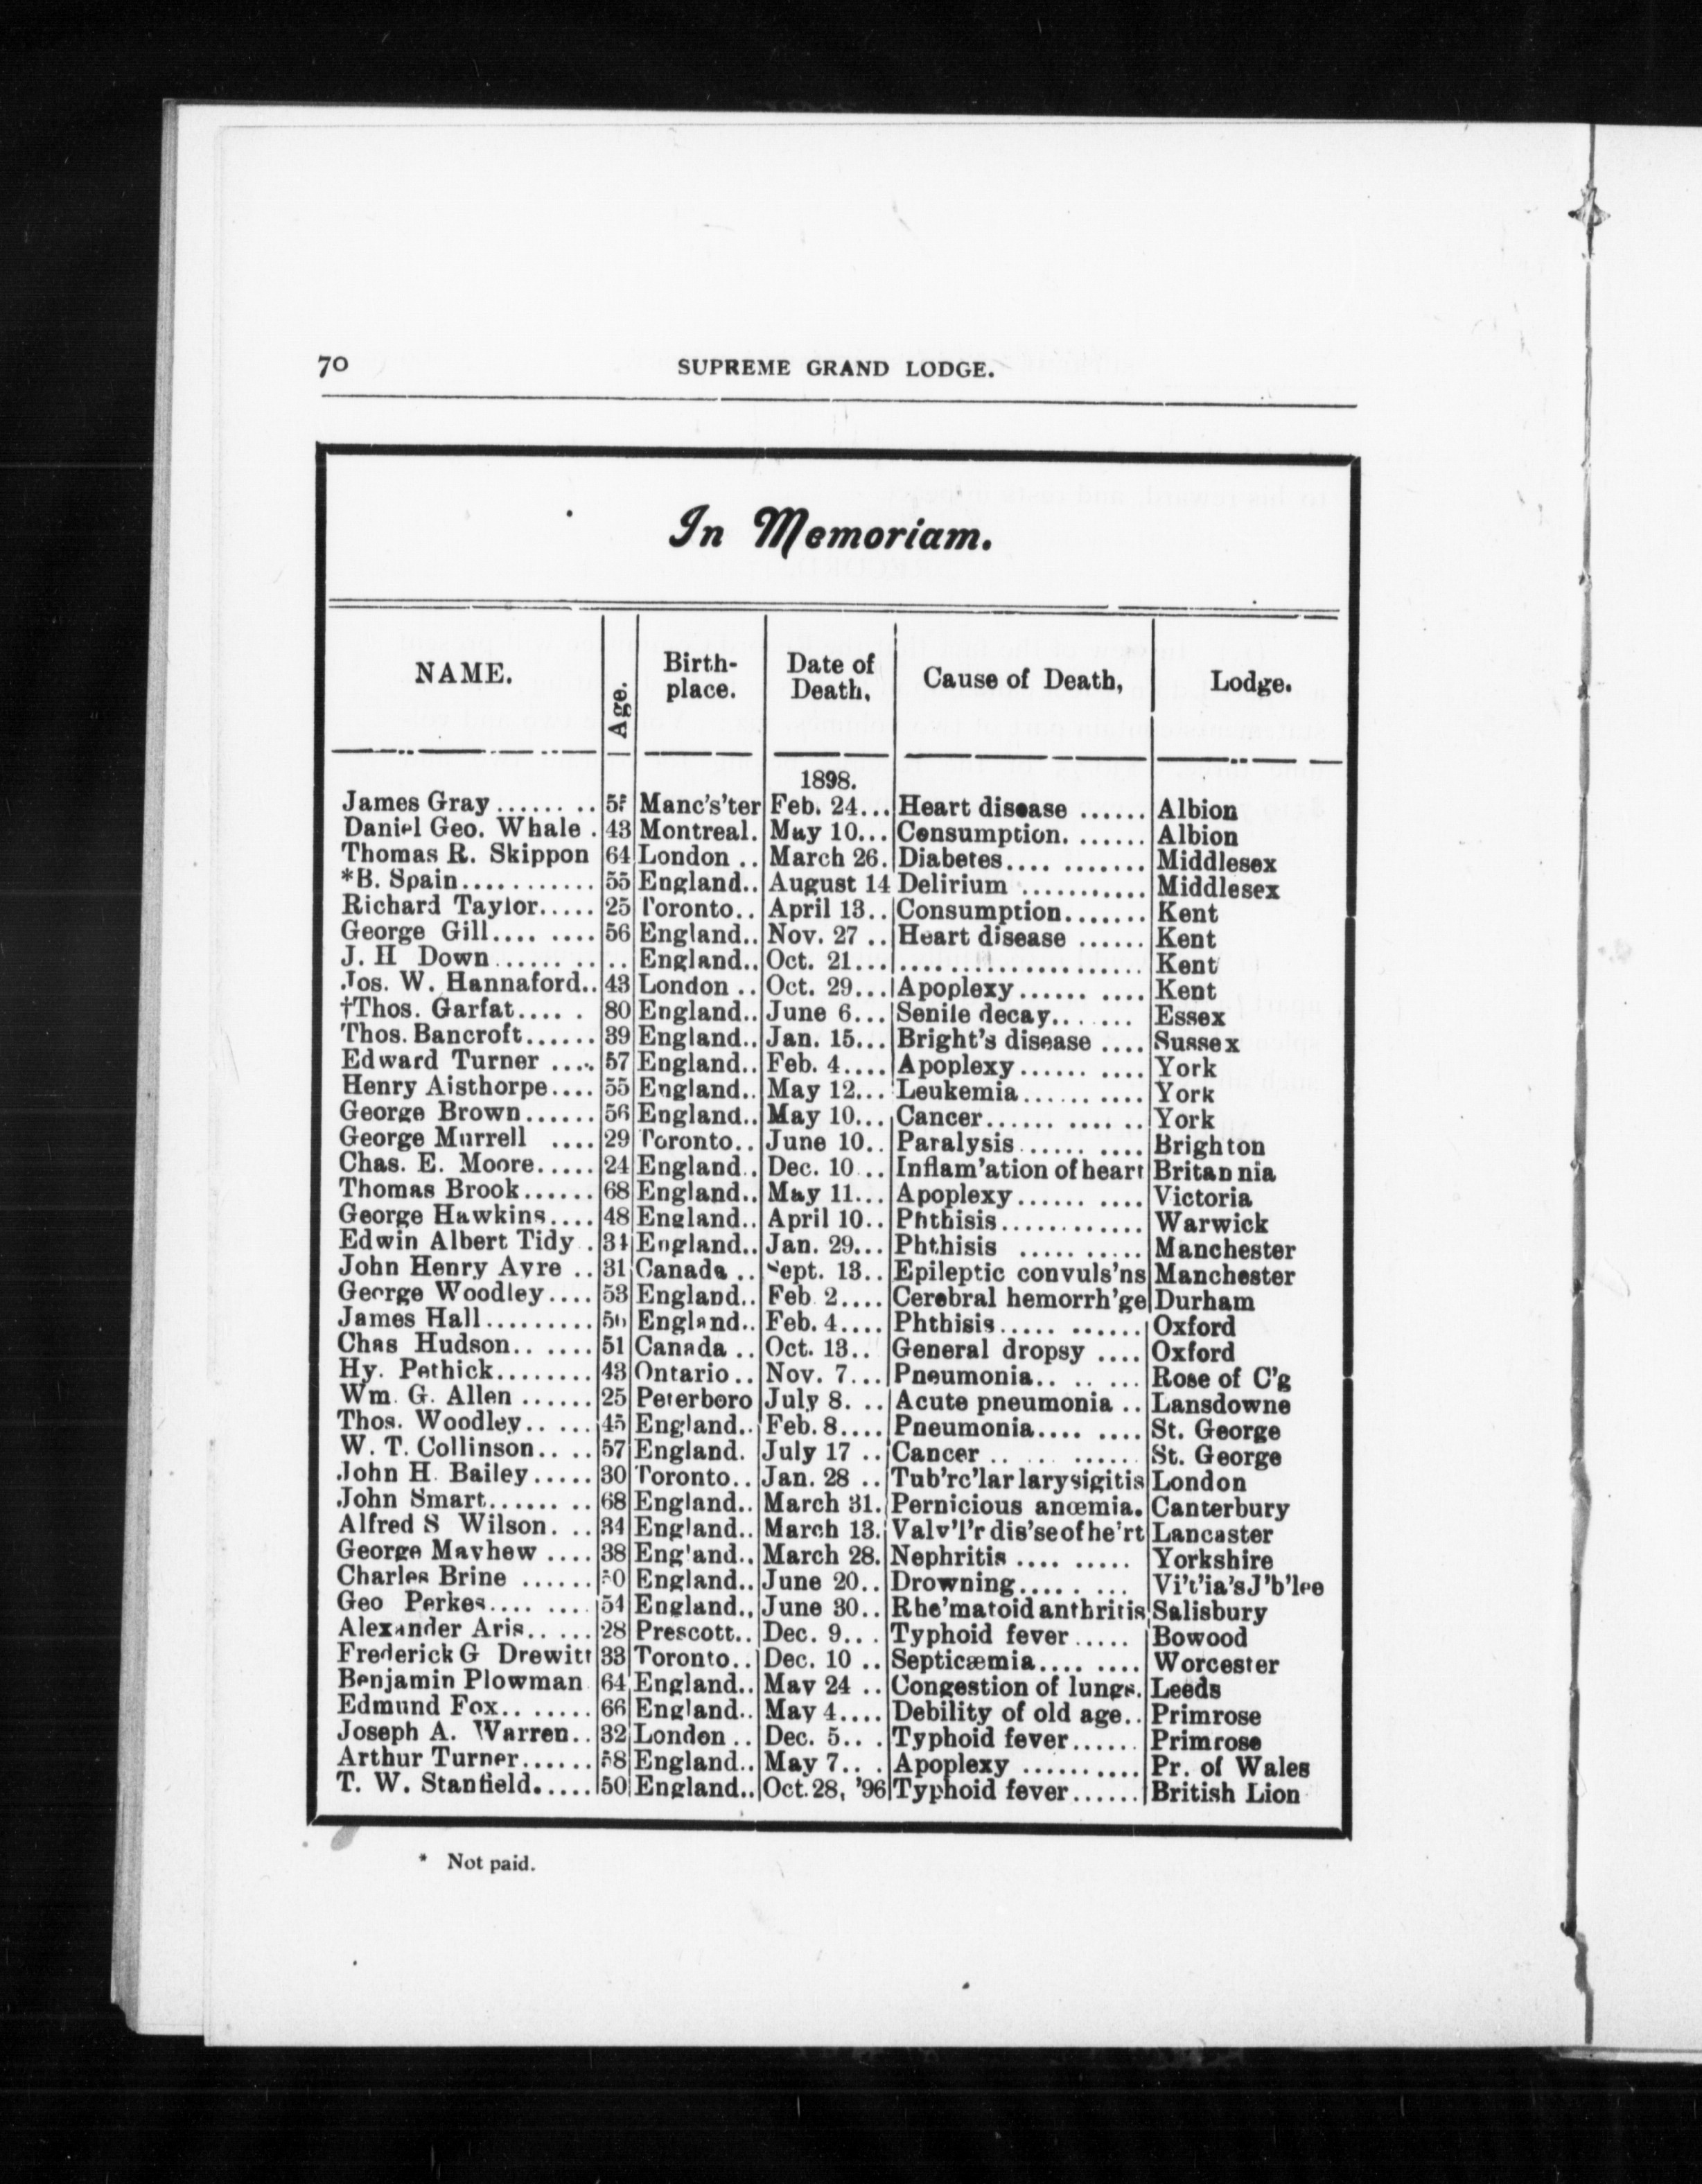 70 SUPREME GRAND LODGE.
In Memoriam.
NAME. Age. Birth- place. Date of Death, Cause of Death, Lodge.
1898.
James Gray ...... .. Manc's'ter Feb. 24... Heart disease ...... Albion
Daniel Geo. Whale . 43 Montreal. May 10... Consumption. ...... Albion
Thomas R. Skippon 64 London .. March 26. Diabetes.... ....... Middlesex
*B. Spain........... 55 England.. August 14 Delirium ........... Middlesex
Richard Taylor..... 25 Toronto.. April 13.. Consumption....... Kent
George Gill.... .... 56 England.. Nov. 27 .. Heart disease ...... Kent
J. H Down...... .. .. England.. Oct. 21... ...................... Kent
Jos. W. Hannaford.. 43 London .. Oct. 29... Apoplexy...... .... Kent
†Thos. Garfat.... . 80 England.. June 6... Senile decay.. .... Essex
Thos. Bancroft...... 39 England.. Jan. 15... Bright's disease .... Sussex
Edward Turner .... 57 England.. Feb. 4.... Apoplexy...... .... York
Henry Aisthorpe.... 55 England.. May 12... Leukemia...... .... York
George Brown...... 56 England.. May 10... Cancer...... .... .. York
George Murrell .... 29 Toronto.. June 10.. Paralysis...... .... Brighton
Chas. E. Moore..... 24 England.. Dec. 10 ... Inflam'ation of heart Britannia
Thomas Brook...... 68 England.. May 11... Apoplexy...... .... Victoria
George Hawkins.... 48 England.. April 10.. Phthisis............ Warwick
Edwin Albert Tidy . 34 England.. Jan. 29... Phthisis ..... ..... Manchester
John Henry Ayre .. 31 Canada .. Sept. 13.. Epileptic convuls'ns Manchester
George Woodley.... 53 England.. Feb. 2.... Cerebral hemorrh'ge Durham
James Hall......... England.. Feb. 4.... Phthisis..... ...... Oxford
Chas Hudson.. .... 51 Canada .. Oct. 13.. General dropsy .... Oxford
Hy. Pethick........ 43 Ontario .. Nov. 7... Pneumonia.. .. ... Rose of C'g
Wm. G. Allen ...... 25 Peterboro July 8. .. Acute pneumonia .. Lansdowne
Thos. Woodley.. ... 45 England.. Feb. 8.... Pneumonia.... .... St. George
W. T. Collinson.. .. 57 England. July 17 .. Cancer .. . ...... St. George
John H. Bailey..... 30 Toronto.. Jan. 28 .. Tub'rc'lar larysigitis London
John Smart...... .. 68 England.. March 31. Pernicious anœmia. Canterbury
Alfred S Wilson. .. 34 England.. March 13. Valv'l'r dis'se of he'rt Lancaster
George Mayhew .... 38 Eng'and.. March 28. Nephritis .... ..... Yorkshire
Charles Brine ...... England.. June 20.. Drowning.... . ... Vi't'ia's J'b'lee
Geo Perkes.... .... 54 England.. June 30.. Rhe'matoid anthritis Salisbury
Alexander Aris.. ... 28 Prescott.. Dec. 9.. . Typhoid fever ..... Bowood
Frederick G Drewitt 33 Toronto.. Dec. 10 .. Septicæmia.... .... Worcester
Benjamin Plowman 64 England.. May 24 .. Congestion of lungs. Leeds
Edmund Fox.. ..... 66 England.. May 4.... Debility of old age.. Primrose
Joseph A. Warren.. 32 London .. Dec. 5.. . Typhoid fever...... Primrose
Arthur Turner...... 58 England.. May 7.. . Apoplexy .......... Pr. of Wales
T. W. Stanfield..... 50 England.. Oct. 28, '96 Typhoid fever...... British Lion
* Not paid.